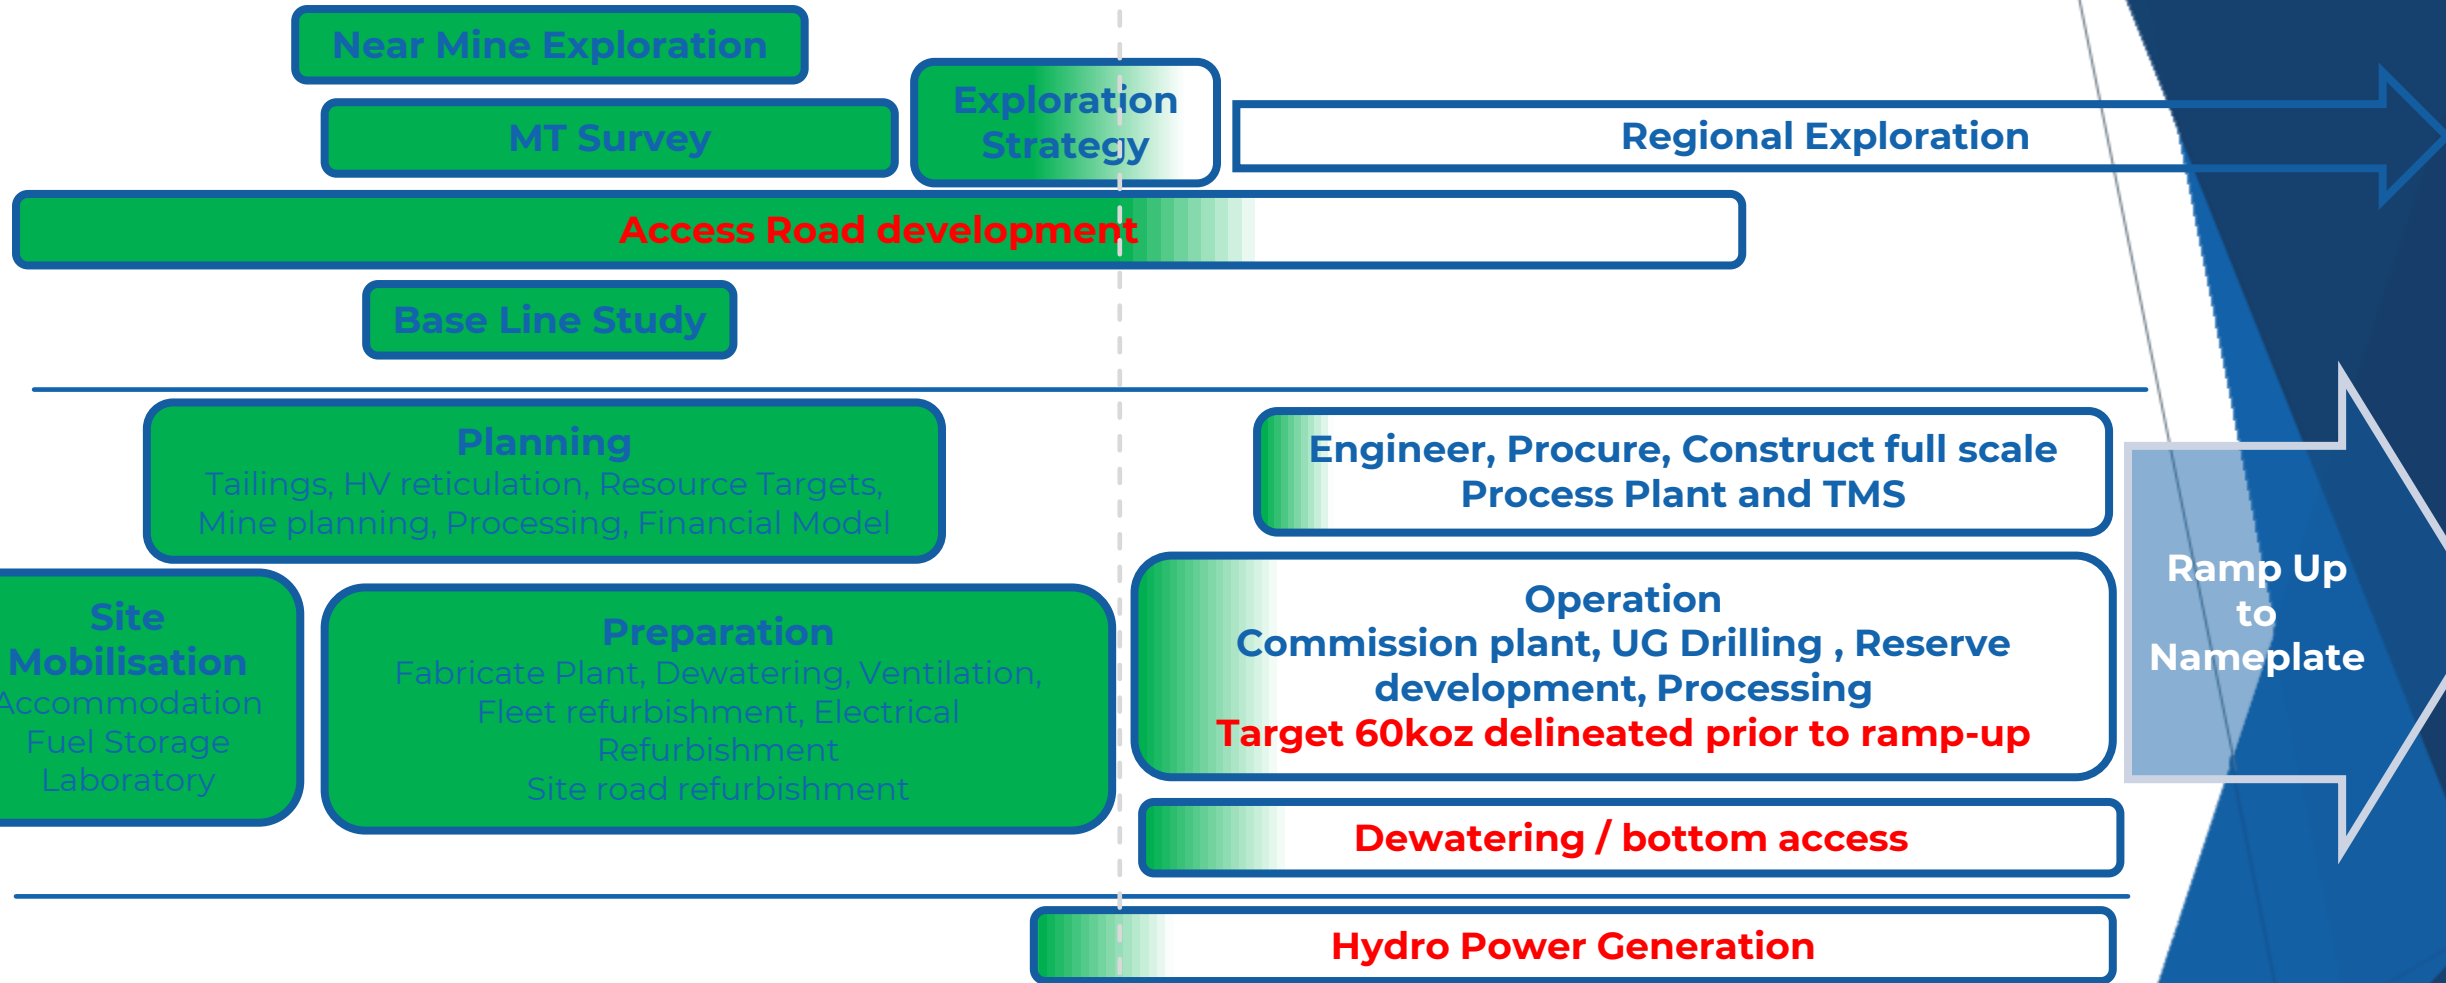 Near Mine Exploration
MT Survey
Exploration
Strategy
Regional Exploration
Access Road development
Base Line Study
Planning
Tailings, HV reticulation, Resource Targets,
Mine planning, Processing, Financial Model
Engineer, Procure, Construct full scale
Process Plant and TMS
Site
Mobilisation
Accommodation
Fuel Storage
Laboratory
Preparation
Fabricate Plant, Dewatering, Ventilation,
Fleet refurbishment, Electrical
Refurbishment
Site road refurbishment
Operation
Commission plant, UG Drilling , Reserve
development, Processing
Target 60koz delineated prior to ramp-up
Ramp Up
to
Nameplate
Dewatering / bottom access
Hydro Power Generation